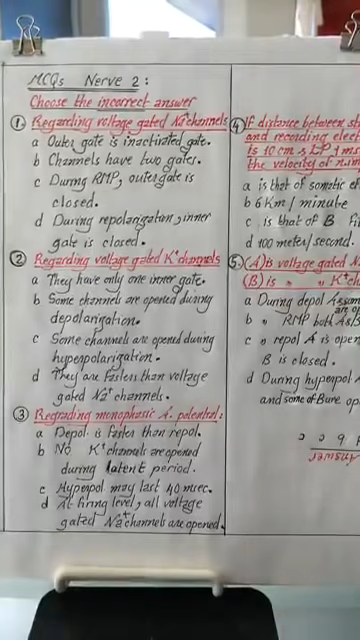 MCQs Nerve 2:
Choose the incorrect answer
① Regarding voltage gated Na⁺channels
a Outer gate is inactivated gate.
b Channels have two gates.
c During RMP, outer gate is
closed.
d During repolarization, inner
gate is closed.
② Regarding voltage gated K⁺channels
a They have only one inner gate.
b Some channels are opened during
depolarization.
c Some channels are opened during
hyperpolarization.
d They are fasters than voltage
gated Na⁺channels.
③ Regrading monophasic A. potential:
a Depol. is faster than repol.
b No K⁺channels are opened
during latent period.
c Hyperpol may last 40 msec.
d At firing level, all voltage
gated Na⁺channels are opened.
④ If distance between
and recording
is 10 cm & LP 1 ms
the velocity of
a is that of somatic
b 6 Km / minute
c is that of B
d 100 meter/second.
⑤ (A) is voltage gated
(B) is " " K⁺
a During depol A
b " RMP both
c " repol A is open
B is closed.
d During hyperpol A
and some of B are
Answer